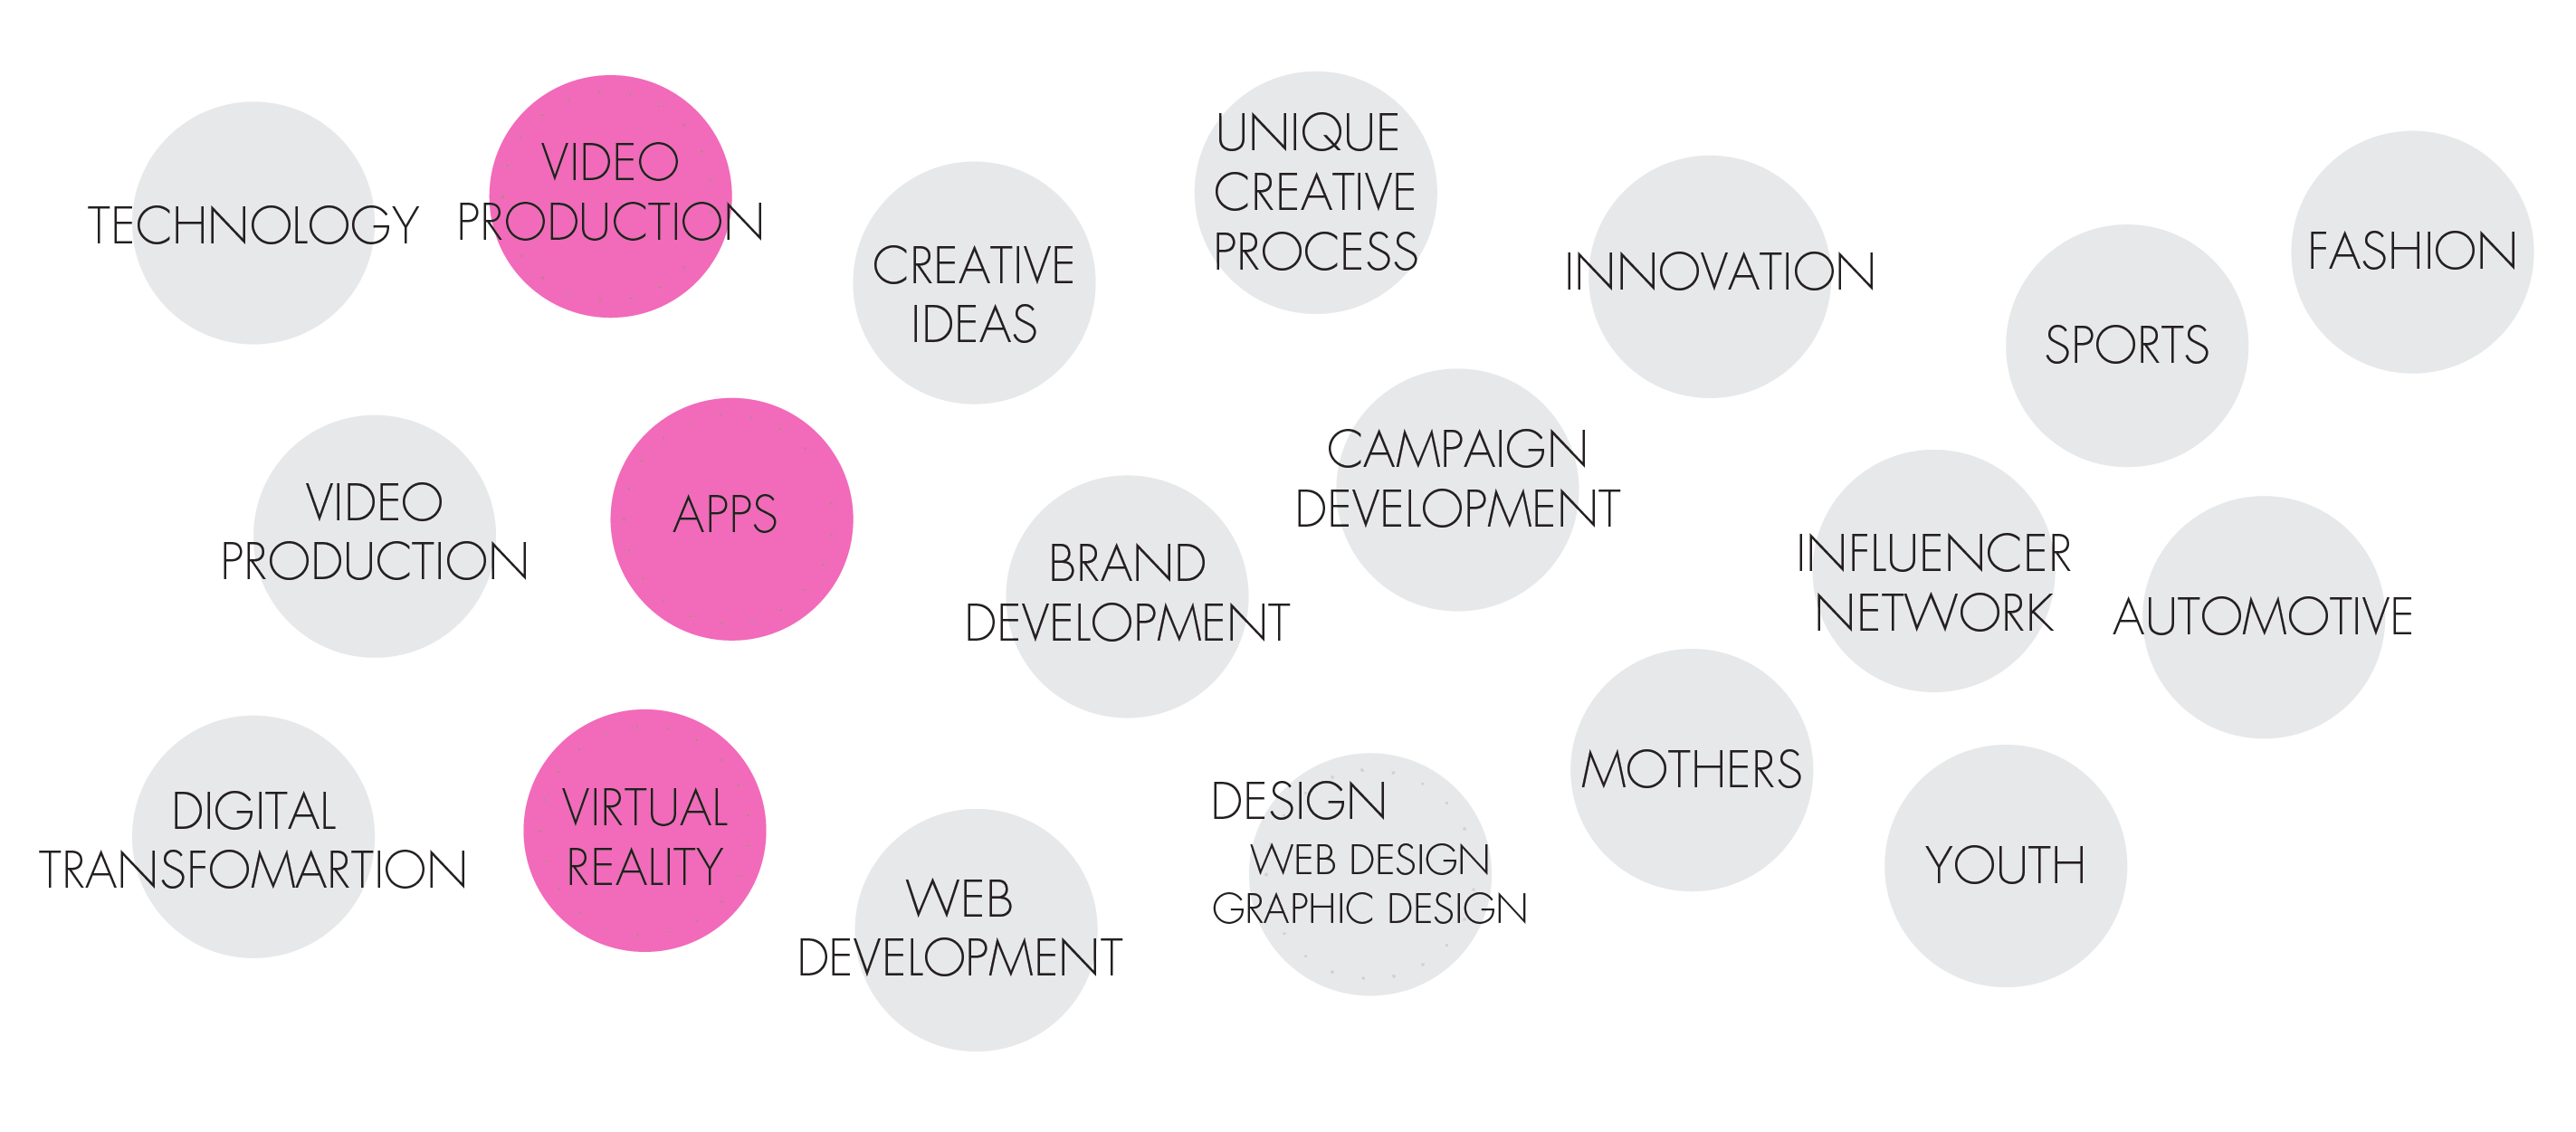 TECHNOLOGY
VIDEO
PRODUCTION
CREATIVE
IDEAS
UNIQUE
CREATIVE
PROCESS
INNOVATION
SPORTS
FASHION
VIDEO
PRODUCTION
APPS
BRAND
DEVELOPMENT
CAMPAIGN
DEVELOPMENT
INFLUENCER
NETWORK
AUTOMOTIVE
DIGITAL
TRANSFOMARTION
VIRTUAL
REALITY
WEB
DEVELOPMENT
DESIGN
WEB DESIGN
GRAPHIC DESIGN
MOTHERS
YOUTH